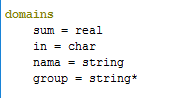 domains
    sum = real
    in = char
    nama = string
    group = string*